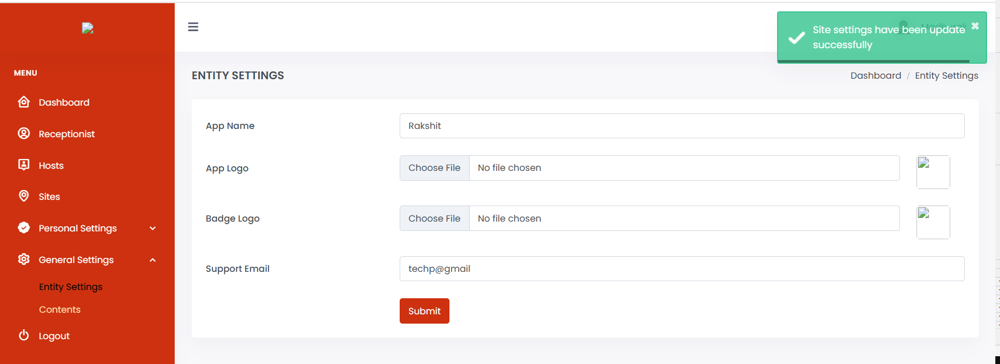 Madhurak
Site settings have been update
successfully
MENU
Dashboard
Receptionist
Hosts
Sites
Personal Settings
General Settings
Entity Settings
Contents
Logout
ENTITY SETTINGS
Dashboard / Entity Settings
App Name
Rakshit
App Logo
Choose File No file chosen
Badge Logo
Choose File No file chosen
Support Email
techp@gmail
Submit